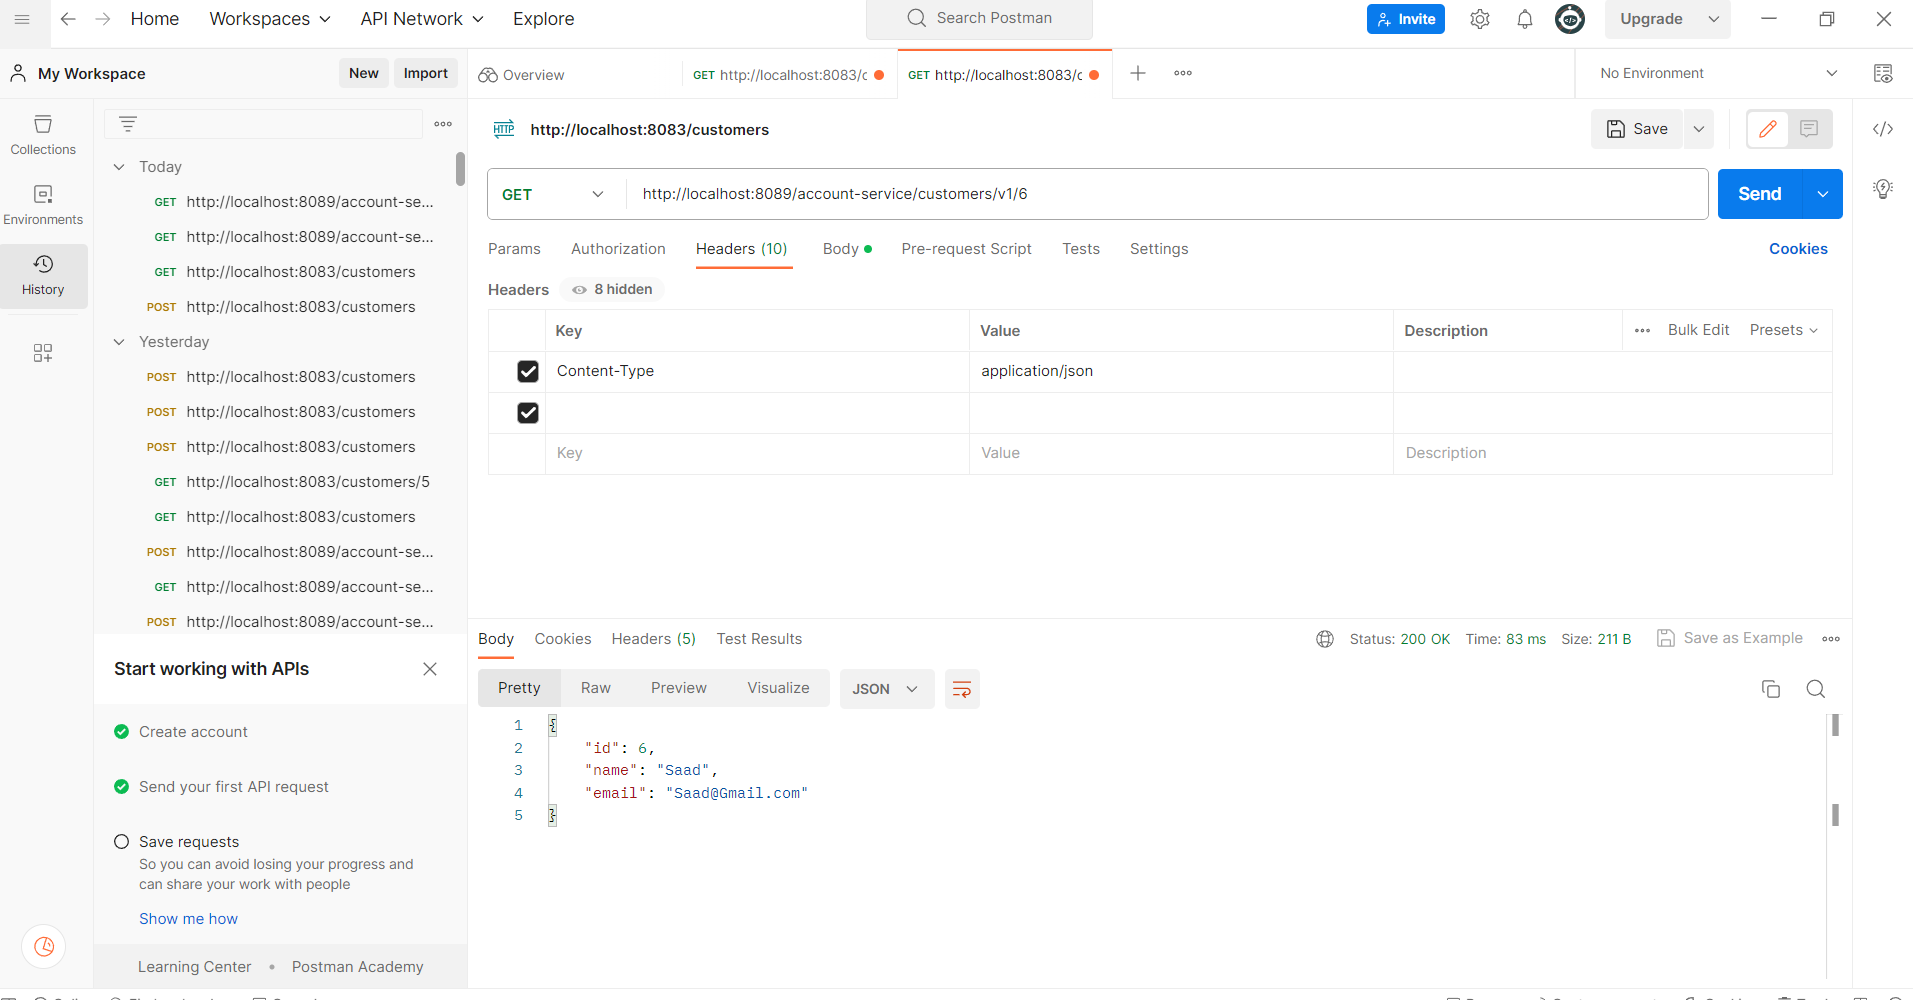 Home Workspaces API Network Explore Search Postman Invite Upgrade
My Workspace New Import Overview GET http://localhost:8083/c GET http://localhost:8083/c No Environment
Collections
Environments
History
Today
GET http://localhost:8089/account-se...
GET http://localhost:8089/account-se...
GET http://localhost:8083/customers
POST http://localhost:8083/customers
Yesterday
POST http://localhost:8083/customers
POST http://localhost:8083/customers
POST http://localhost:8083/customers
GET http://localhost:8083/customers/5
GET http://localhost:8083/customers
POST http://localhost:8089/account-se...
GET http://localhost:8089/account-se...
POST http://localhost:8089/account-se...
Start working with APIs
Create account
Send your first API request
Save requests
So you can avoid losing your progress and
can share your work with people
Show me how
Learning Center • Postman Academy
HTTP http://localhost:8083/customers Save
GET http://localhost:8089/account-service/customers/v1/6 Send
Params Authorization Headers (10) Body Pre-request Script Tests Settings Cookies
Headers 8 hidden
Key Value Description Bulk Edit Presets
Content-Type application/json
Key Value Description
Body Cookies Headers (5) Test Results Status: 200 OK Time: 83 ms Size: 211 B Save as Example
Pretty Raw Preview Visualize JSON
1 {
2 "id": 6,
3 "name": "Saad",
4 "email": "Saad@Gmail.com"
5 }